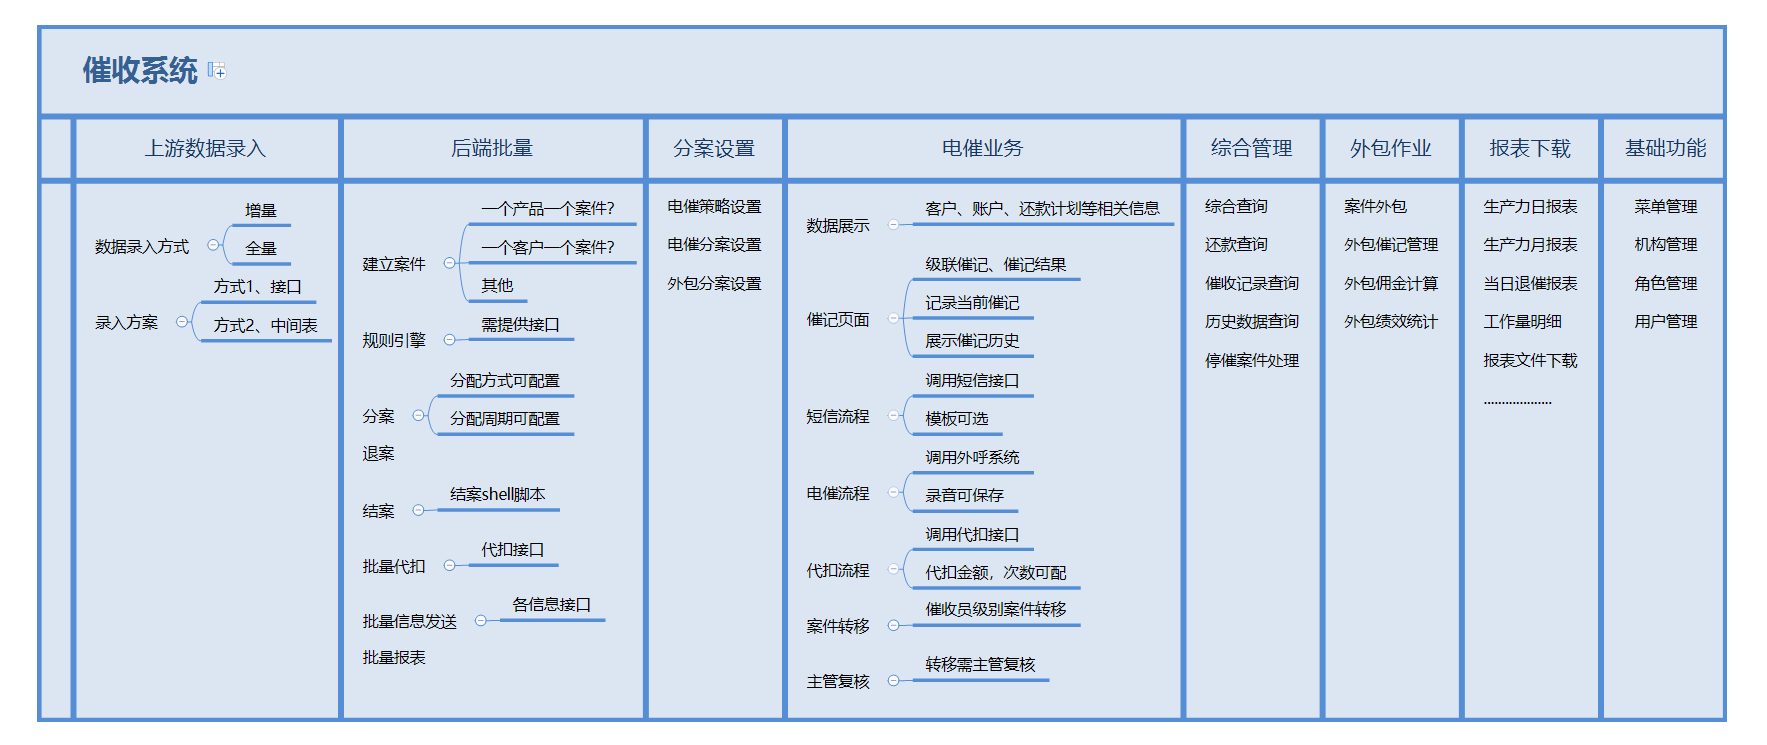 催收系统
上游数据录入
后端批量
分案设置
电催业务
综合管理
外包作业
报表下载
基础功能
数据录入方式
增量
全量
录入方案
方式1、接口
方式2、中间表
建立案件
一个产品一个案件?
一个客户一个案件?
其他
规则引擎
需提供接口
分案
分配方式可配置
分配周期可配置
退案
结案
结案shell脚本
批量代扣
代扣接口
批量信息发送
各信息接口
批量报表
电催策略设置
电催分案设置
外包分案设置
数据展示
客户、账户、还款计划等相关信息
催记页面
级联催记、催记结果
记录当前催记
展示催记历史
短信流程
调用短信接口
模板可选
电催流程
调用外呼系统
录音可保存
代扣流程
调用代扣接口
代扣金额，次数可配
案件转移
催收员级别案件转移
主管复核
转移需主管复核
综合查询
还款查询
催收记录查询
历史数据查询
停催案件处理
案件外包
外包催记管理
外包佣金计算
外包绩效统计
生产力日报表
生产力月报表
当日退催报表
工作量明细
报表文件下载
...................
菜单管理
机构管理
角色管理
用户管理